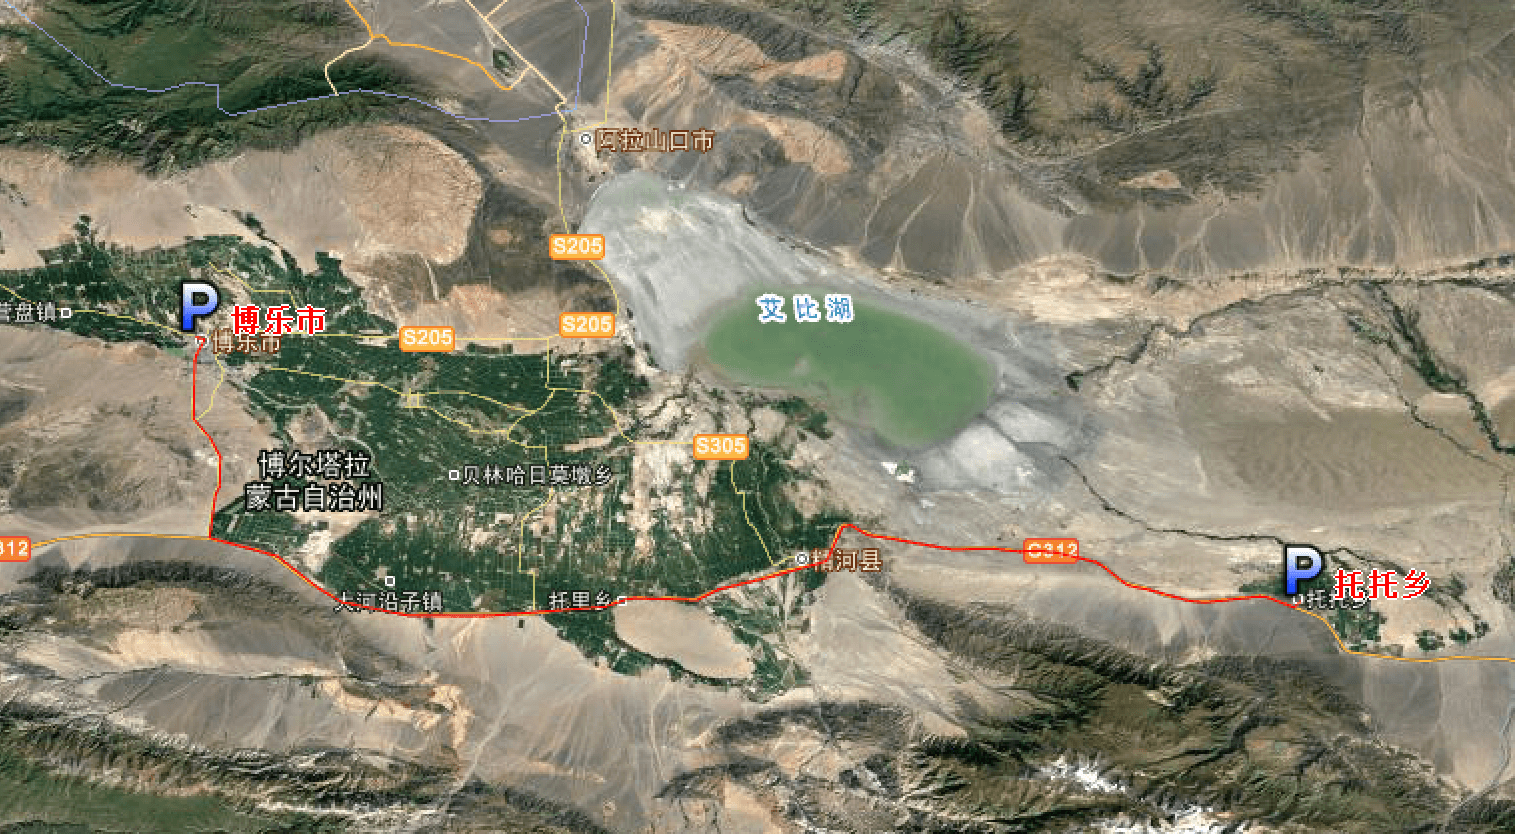 阿拉山口市
S205
艾比湖
P
博乐市
营盘镇
S205
S205
博乐市
S305
博尔塔拉
蒙古自治州
贝林哈日莫墩乡
312
精河县
G312
P
托托乡
托托乡
大河沿子镇
托里乡